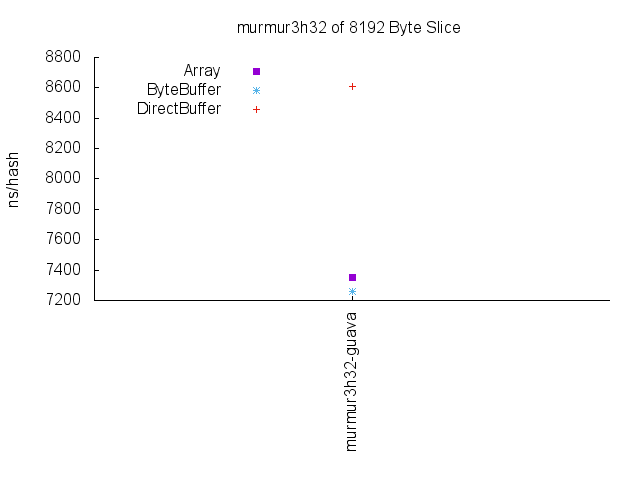 murmur3h32 of 8192 Byte Slice
8800
8600
8400
8200
8000
7800
7600
7400
7200
ns/hash
Array
ByteBuffer
DirectBuffer
murmur3h32-guava